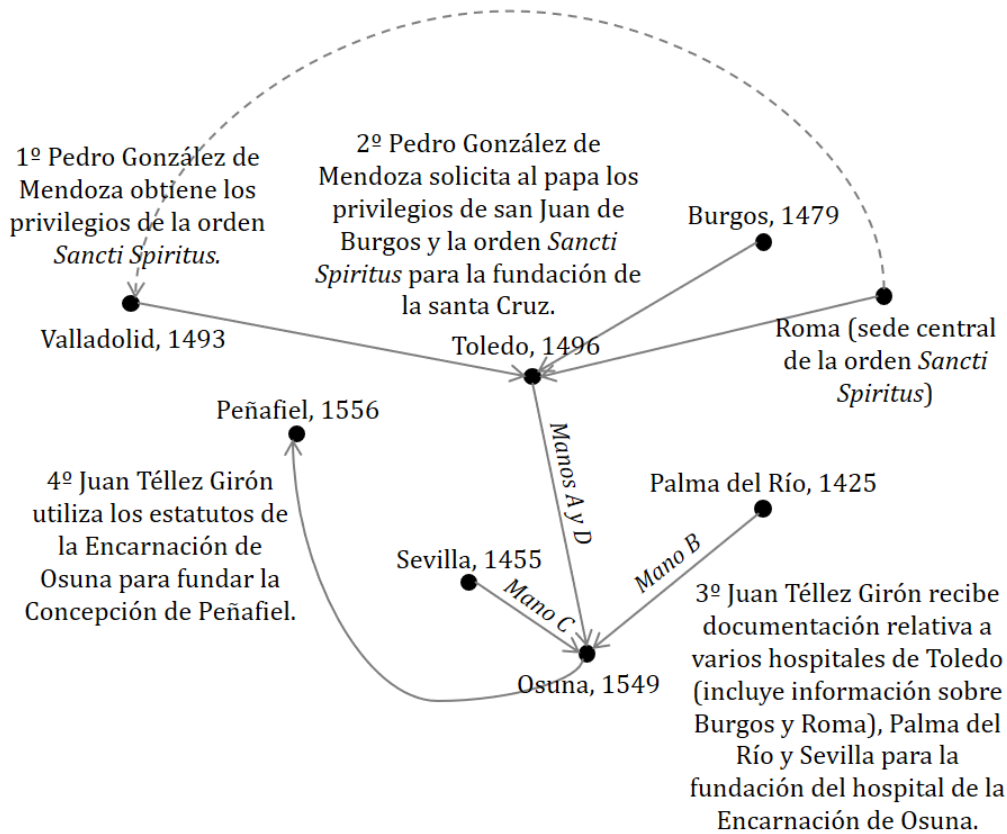 1º Pedro González de
Mendoza obtiene los
privilegios de la orden
Sancti Spiritus.
2º Pedro González de
Mendoza solicita al papa los
privilegios de san Juan de
Burgos y la orden Sancti
Spiritus para la fundación de
la santa Cruz.
Burgos, 1479
Valladolid, 1493
Toledo, 1496
Roma (sede central
de la orden Sancti
Spiritus)
Peñafiel, 1556
4º Juan Téllez Girón
utiliza los estatutos de
la Encarnación de
Osuna para fundar la
Concepción de Peñafiel.
Manos A y D
Palma del Río, 1425
Mano B
Sevilla, 1455
Mano C
Osuna, 1549
3º Juan Téllez Girón recibe
documentación relativa a
varios hospitales de Toledo
(incluye información sobre
Burgos y Roma), Palma del
Río y Sevilla para la
fundación del hospital de la
Encarnación de Osuna.